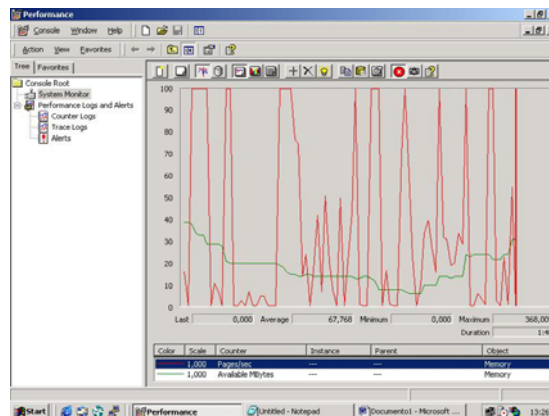 Performance
Console Window Help
Action View Favorites
Tree Favorites
Console Root
System Monitor
Performance Logs and Alerts
Counter Logs
Trace Logs
Alerts
100
90
80
70
60
50
40
30
20
10
0
Last 0,000 Average 67,768 Minimum 0,000 Maximum 368,00
Duration 1:4
Color Scale Counter Instance Parent Object
1,000 Pages/sec --- --- Memory
1,000 Available MBytes --- --- Memory
Start Performance Untitled - Notepad Documento1 - Microsoft ...